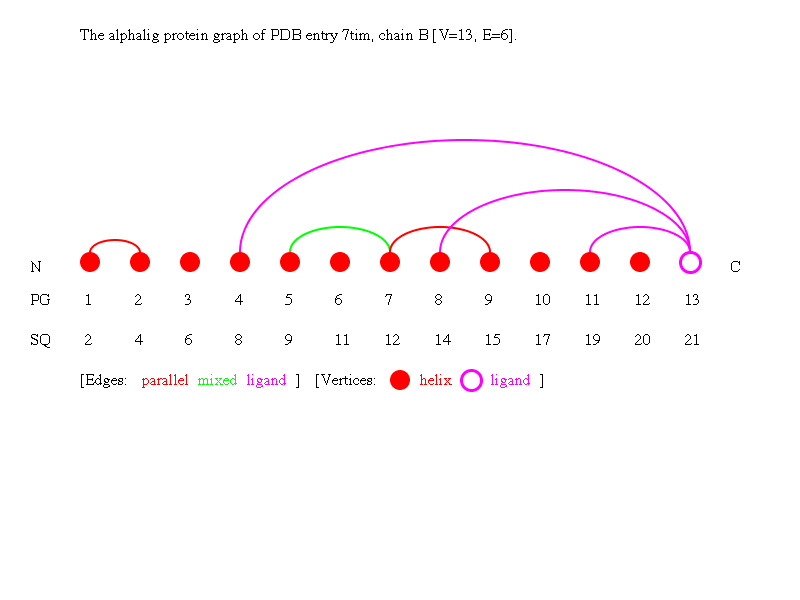 The alphalig protein graph of PDB entry 7tim, chain B [V=13, E=6].
N C
PG 1 2 3 4 5 6 7 8 9 10 11 12 13
SQ 2 4 6 8 9 11 12 14 15 17 19 20 21
[Edges: parallel mixed ligand ] [Vertices: helix ligand ]